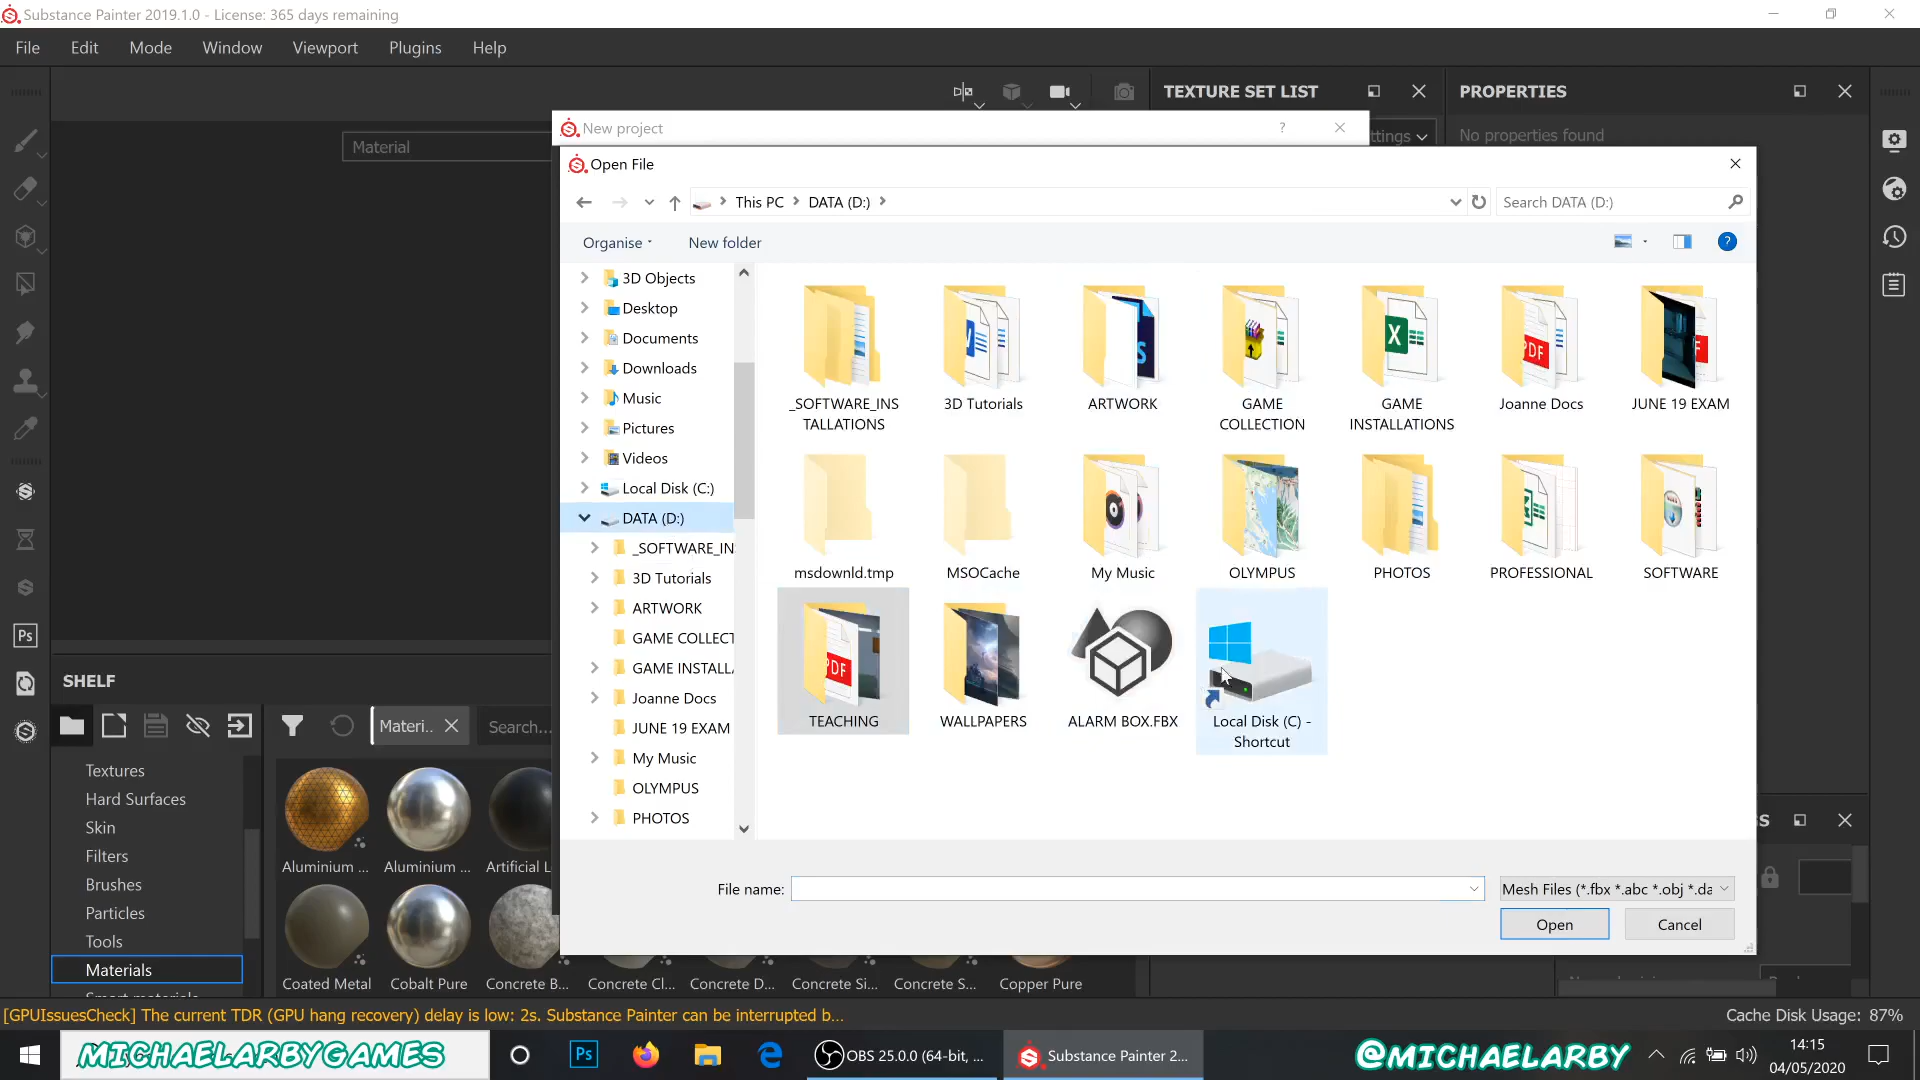 Substance Painter 2019.1.0 - License: 365 days remaining
File Edit Mode Window Viewport Plugins Help
TEXTURE SET LIST
PROPERTIES
Material
New project
?
ttings
No properties found
Open File
This PC > DATA (D:) >
Search DATA (D:)
Organise
New folder
?
3D Objects
Desktop
Documents
Downloads
Music
Pictures
Videos
Local Disk (C:)
DATA (D:)
_SOFTWARE_IN
3D Tutorials
ARTWORK
GAME COLLECT
GAME INSTALL
Joanne Docs
JUNE 19 EXAM
My Music
OLYMPUS
PHOTOS
_SOFTWARE_INS
TALLATIONS
3D Tutorials
ARTWORK
GAME
COLLECTION
GAME
INSTALLATIONS
Joanne Docs
JUNE 19 EXAM
msdownld.tmp
MSOCache
My Music
OLYMPUS
PHOTOS
PROFESSIONAL
SOFTWARE
TEACHING
WALLPAPERS
ALARM BOX.FBX
Local Disk (C) -
Shortcut
File name:
Mesh Files (*.fbx *.abc *.obj *.da
Open
Cancel
Ps
SHELF
Materi..
Search...
Textures
Hard Surfaces
Skin
Filters
Brushes
Particles
Tools
Materials
Smart materials
Aluminium ...
Aluminium ...
Artificial L
Coated Metal
Cobalt Pure
Concrete B...
Concrete Cl...
Concrete D...
Concrete Si...
Concrete S...
Copper Pure
S
[GPUIssuesCheck] The current TDR (GPU hang recovery) delay is low: 2s. Substance Painter can be interrupted b...
Cache Disk Usage: 87%
MICHAELARBYGAMES
Ps
OBS 25.0.0 (64-bit, ...
Substance Painter 2...
@MICHAELARBY
14:15
04/05/2020